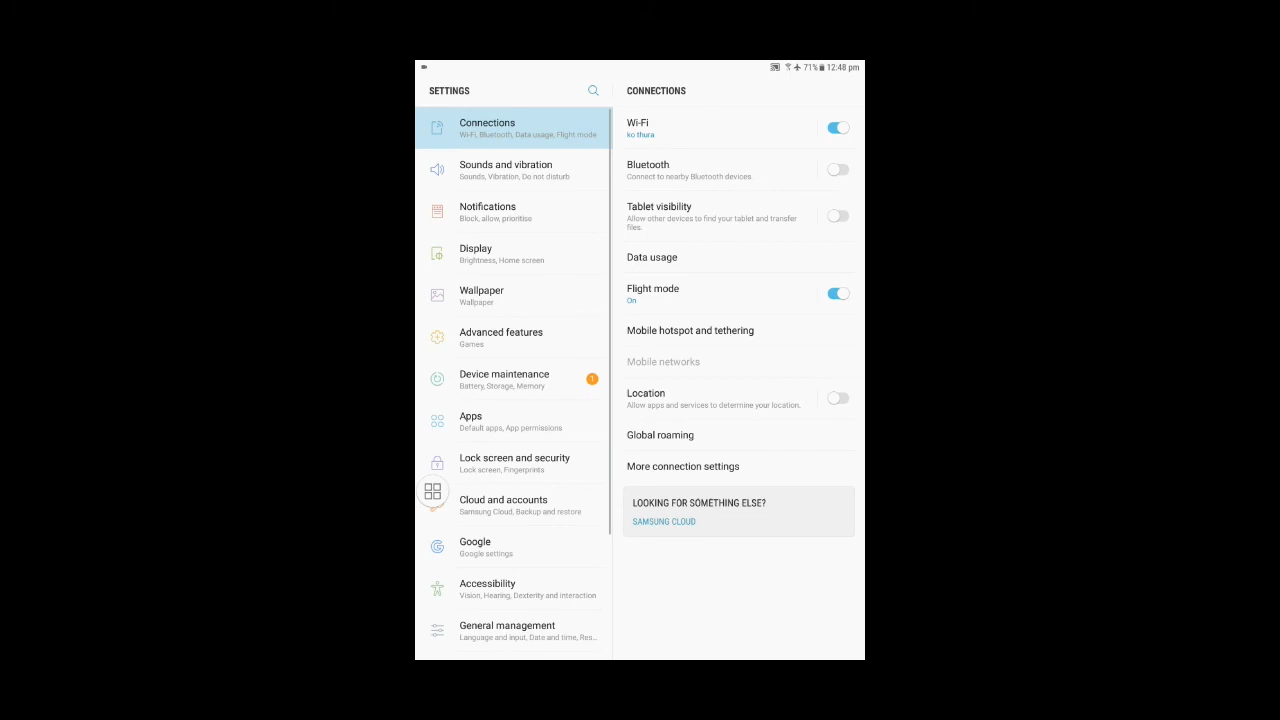 71% 12:48 pm
SETTINGS
Connections
Wi-Fi, Bluetooth, Data usage, Flight mode
Sounds and vibration
Sounds, Vibration, Do not disturb
Notifications
Block, allow, prioritise
Display
Brightness, Home screen
Wallpaper
Wallpaper
Advanced features
Games
Device maintenance
Battery, Storage, Memory
1
Apps
Default apps, App permissions
Lock screen and security
Lock screen, Fingerprints
Cloud and accounts
Samsung Cloud, Backup and restore
Google
Google settings
Accessibility
Vision, Hearing, Dexterity and interaction
General management
Language and input, Date and time, Res...
CONNECTIONS
Wi-Fi
ko thura
Bluetooth
Connect to nearby Bluetooth devices.
Tablet visibility
Allow other devices to find your tablet and transfer
files.
Data usage
Flight mode
On
Mobile hotspot and tethering
Mobile networks
Location
Allow apps and services to determine your location.
Global roaming
More connection settings
LOOKING FOR SOMETHING ELSE?
SAMSUNG CLOUD